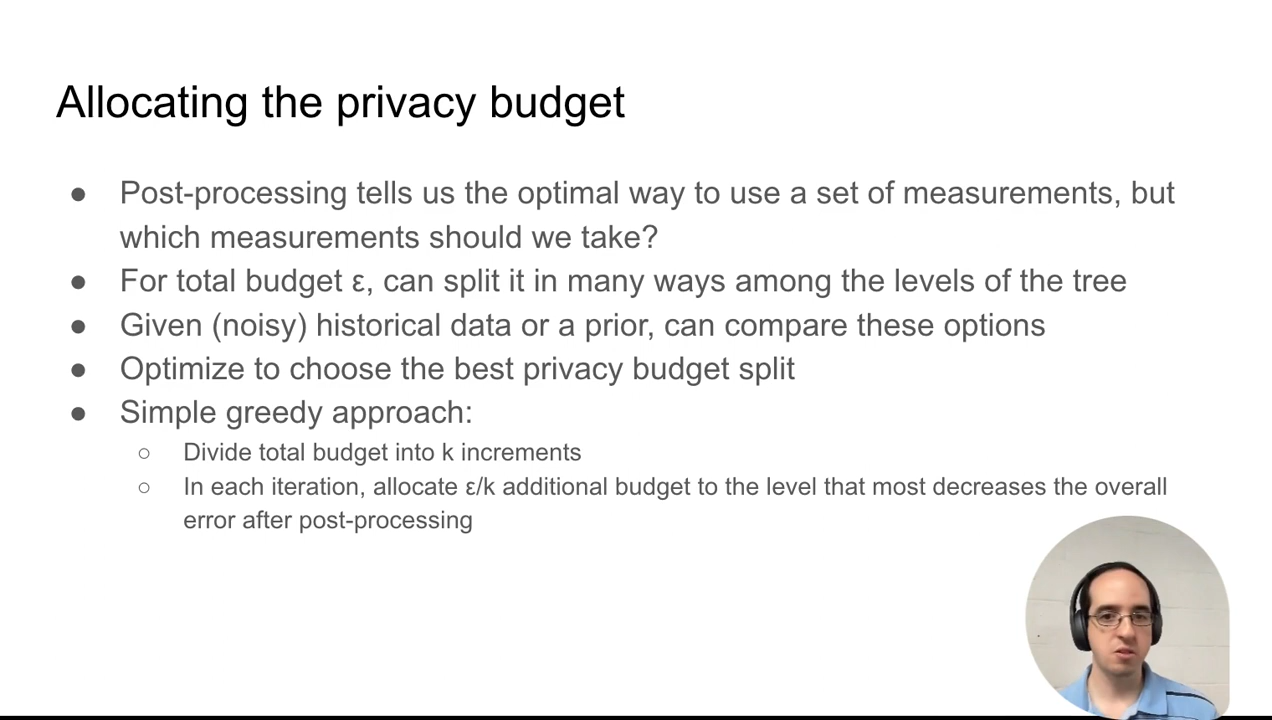 Allocating the privacy budget
● Post-processing tells us the optimal way to use a set of measurements, but
which measurements should we take?
● For total budget ε, can split it in many ways among the levels of the tree
● Given (noisy) historical data or a prior, can compare these options
● Optimize to choose the best privacy budget split
● Simple greedy approach:
○ Divide total budget into k increments
○ In each iteration, allocate ε/k additional budget to the level that most decreases the overall
error after post-processing